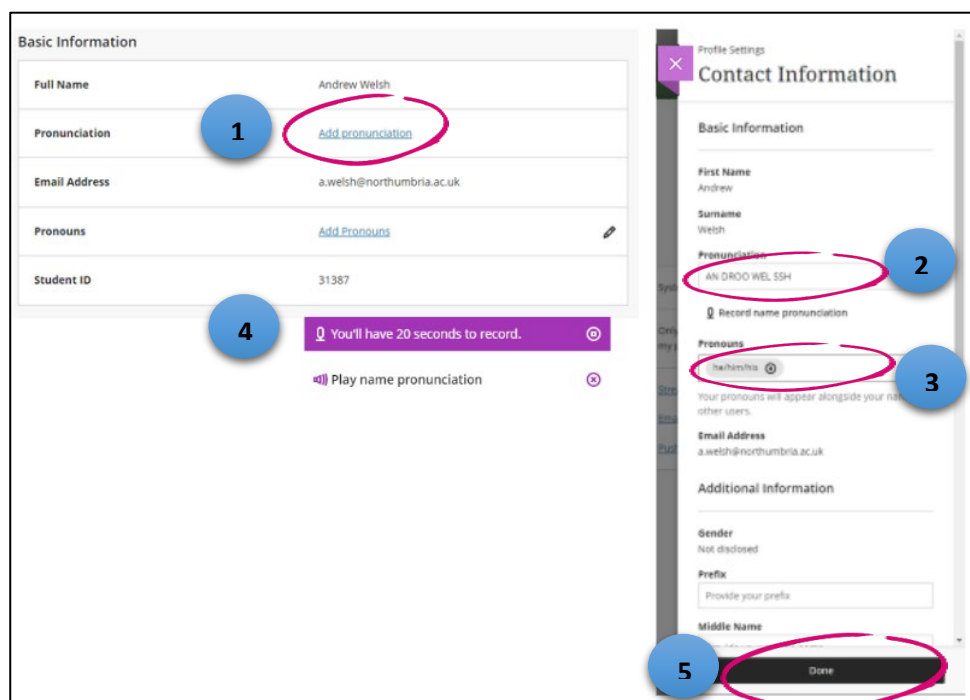 Basic Information
Full Name Andrew Welsh
1
Pronunciation Add pronunciation
Email Address a.welsh@northumbria.ac.uk
Pronouns Add Pronouns
Student ID 31387
4
You'll have 20 seconds to record.
Play name pronunciation
Profile Settings
Contact Information
Basic Information
First Name
Andrew
Surname
Welsh
Pronunciation
2
AN DROO WEL SSH
Record name pronunciation
Pronouns
he/him/his
3
Your pronouns will appear alongside your
other users.
Email Address
a.welsh@northumbria.ac.uk
Additional Information
Gender
Not disclosed
Prefix
Provide your prefix
Middle Name
5
Done